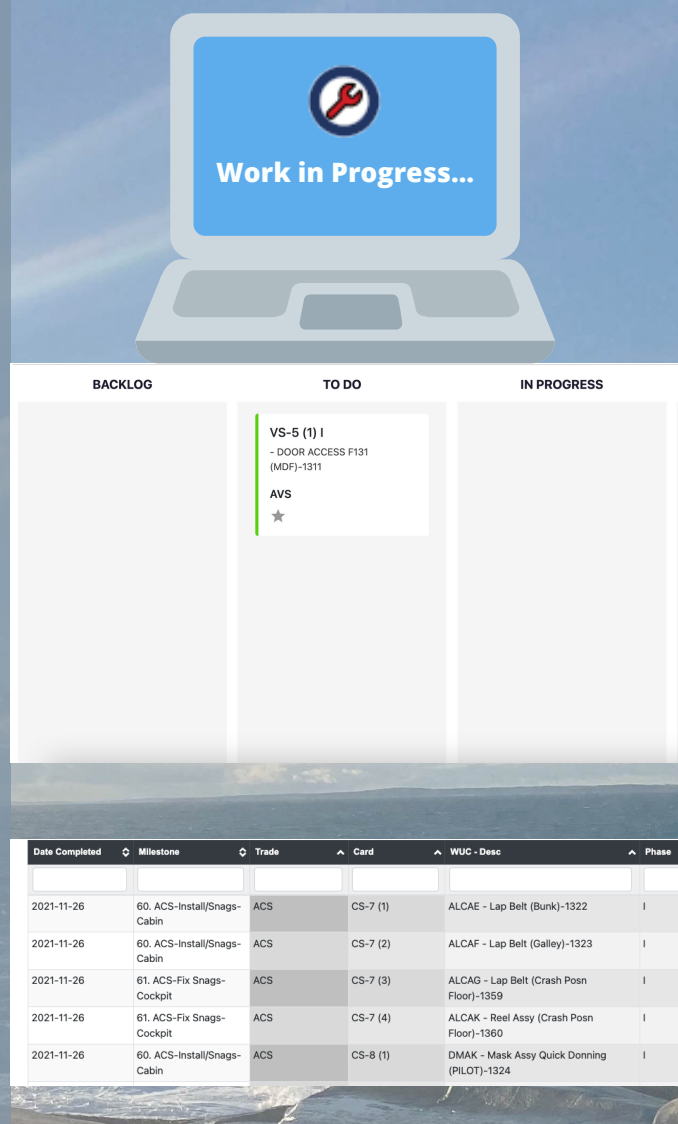 Work in Progress...
BACKLOG
TO DO
IN PROGRESS
VS-5 (1) I
- DOOR ACCESS F131
(MDF)-1311
AVS
Date Completed Milestone Trade Card WUC - Desc Phase
2021-11-26 60. ACS-Install/Snags- ACS CS-7 (1) ALCAE - Lap Belt (Bunk)-1322 I
Cabin
2021-11-26 60. ACS-Install/Snags- ACS CS-7 (2) ALCAF - Lap Belt (Galley)-1323 I
Cabin
2021-11-26 61. ACS-Fix Snags- ACS CS-7 (3) ALCAG - Lap Belt (Crash Posn I
Cockpit Floor)-1359
2021-11-26 61. ACS-Fix Snags- ACS CS-7 (4) ALCAK - Reel Assy (Crash Posn I
Cockpit Floor)-1360
2021-11-26 60. ACS-Install/Snags- ACS CS-8 (1) DMAK - Mask Assy Quick Donning I
Cabin (PILOT)-1324